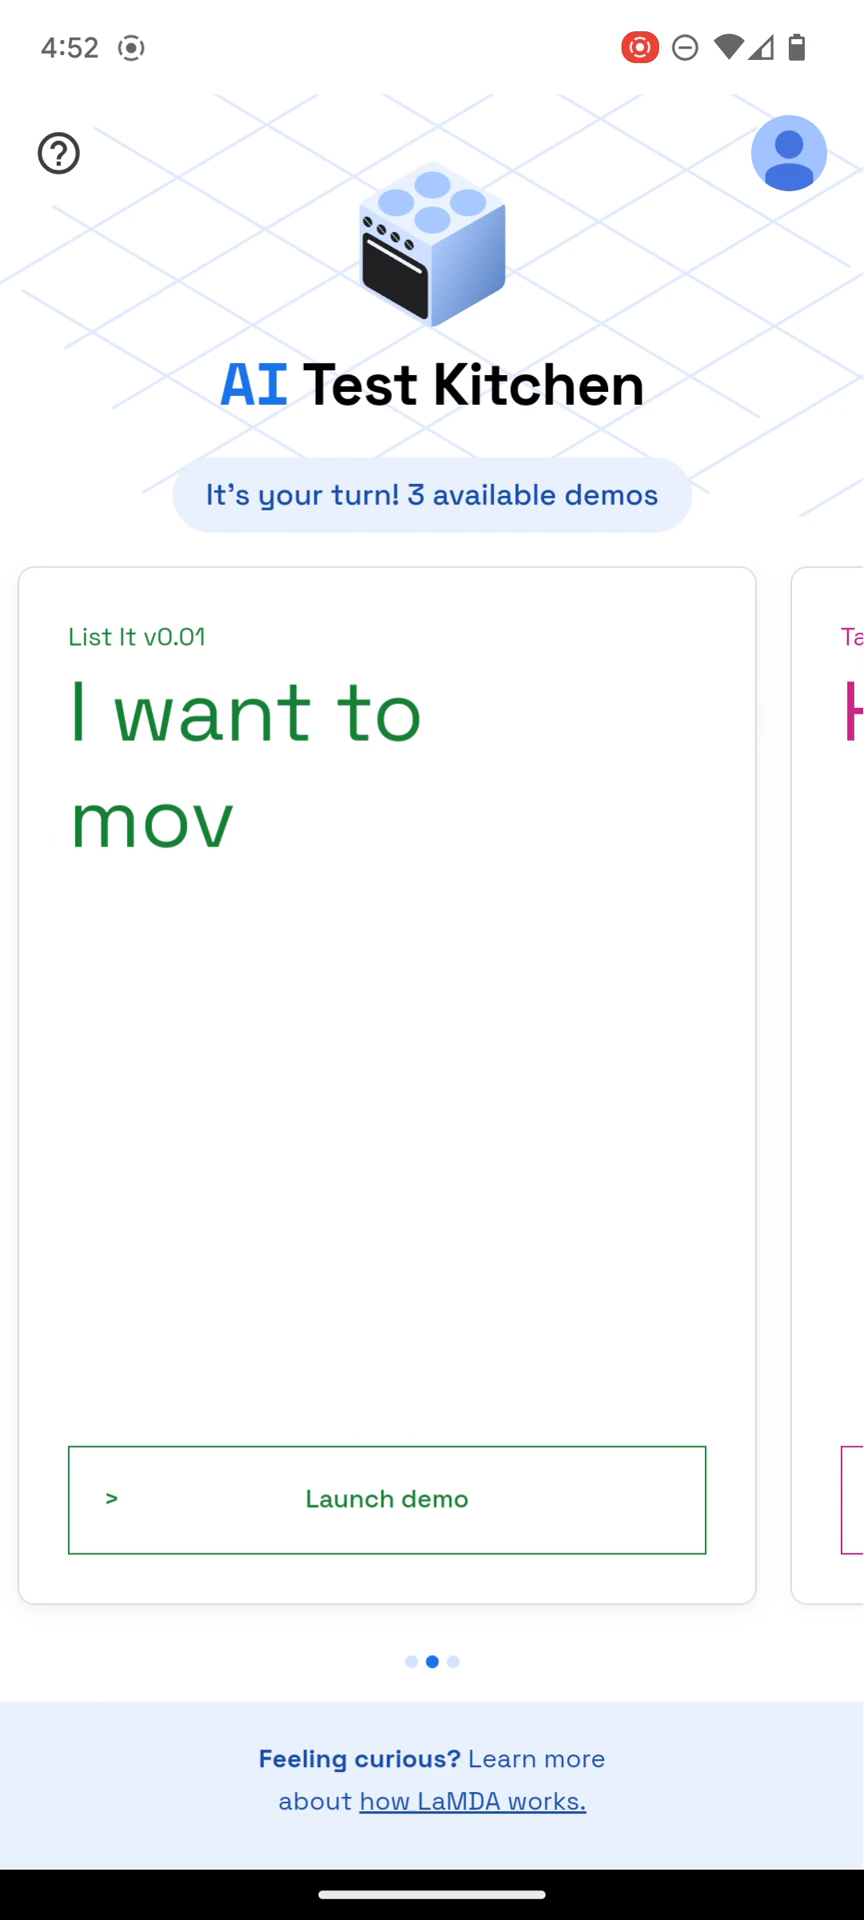 4:52
AI Test Kitchen
It's your turn! 3 available demos
List It v0.01
I want to
mov
Ta
H
> Launch demo
Feeling curious? Learn more
about how LaMDA works.